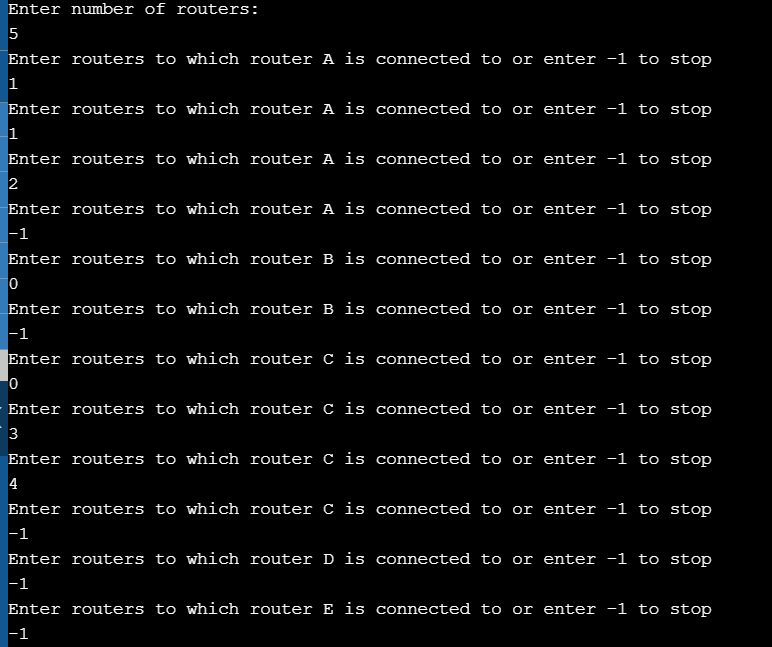 Enter number of routers:
5
Enter routers to which router A is connected to or enter -1 to stop
1
Enter routers to which router A is connected to or enter -1 to stop
1
Enter routers to which router A is connected to or enter -1 to stop
2
Enter routers to which router A is connected to or enter -1 to stop
-1
Enter routers to which router B is connected to or enter -1 to stop
0
Enter routers to which router B is connected to or enter -1 to stop
-1
Enter routers to which router C is connected to or enter -1 to stop
0
Enter routers to which router C is connected to or enter -1 to stop
3
Enter routers to which router C is connected to or enter -1 to stop
4
Enter routers to which router C is connected to or enter -1 to stop
-1
Enter routers to which router D is connected to or enter -1 to stop
-1
Enter routers to which router E is connected to or enter -1 to stop
-1